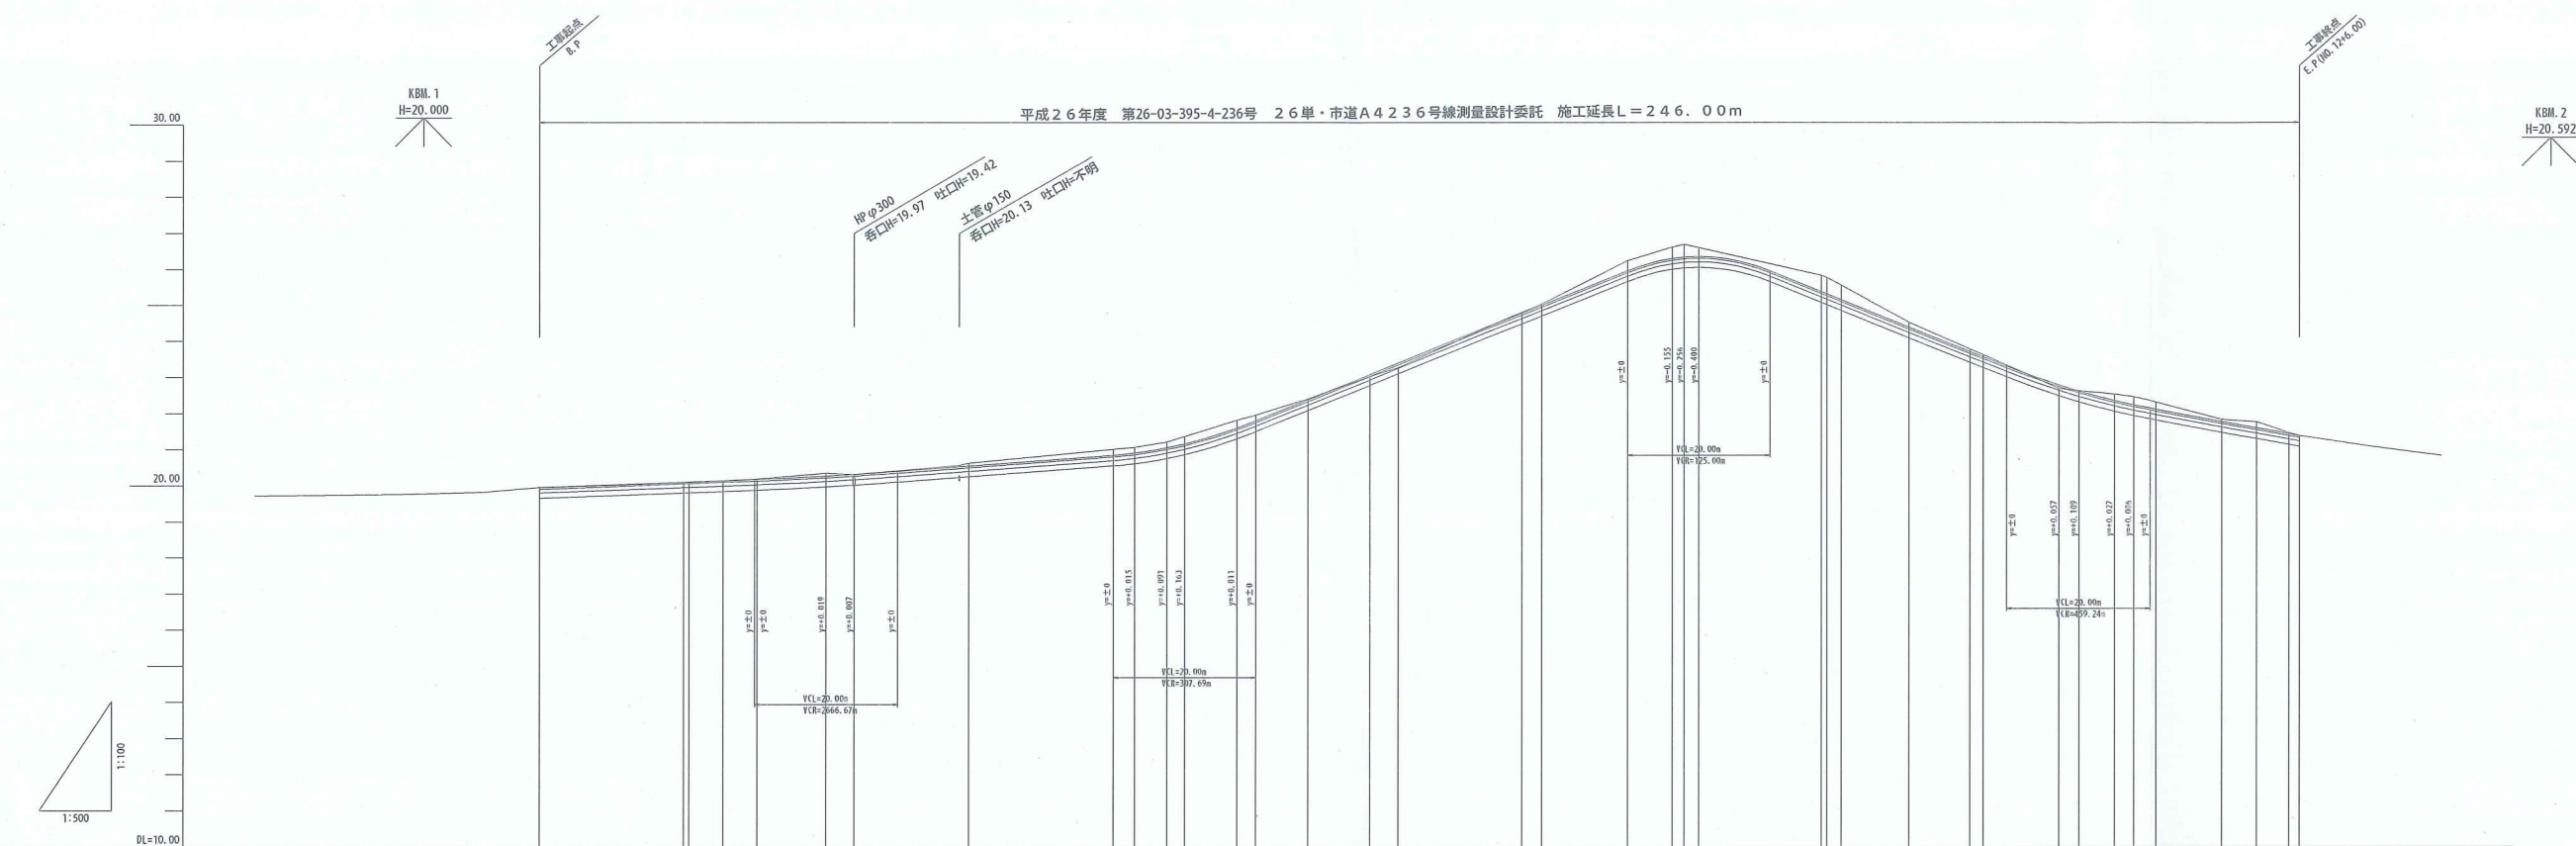 工事起点
B.P
工事終点
E.P(NO.12+6.00)
KBM.1
H=20.000
KBM.2
H=20.592
平成２６年度　第26-03-395-4-236号　２６単・市道Ａ４２３６号線測量設計委託　施工延長Ｌ＝２４６．００ｍ
30.00
HPφ300
呑口H=19.97　吐口H=19.42
土管φ150
呑口H=20.13　吐口H=不明
20.00
y=±0
y=-0.155
y=-0.256
y=-0.400
y=±0
VCL=20.00m
VCR=125.00m
y=±0
y=+0.057
y=+0.109
y=+0.027
y=+0.006
y=±0
VCL=20.00m
VCR=459.24m
y=±0
y=+0.015
y=+0.091
y=+0.163
y=+0.011
y=±0
VCL=20.00m
VCR=307.69m
y=±0
y=±0
y=+0.019
y=+0.007
y=±0
VCL=20.00m
VCR=2666.67m
1:100
1:500
DL=10.00